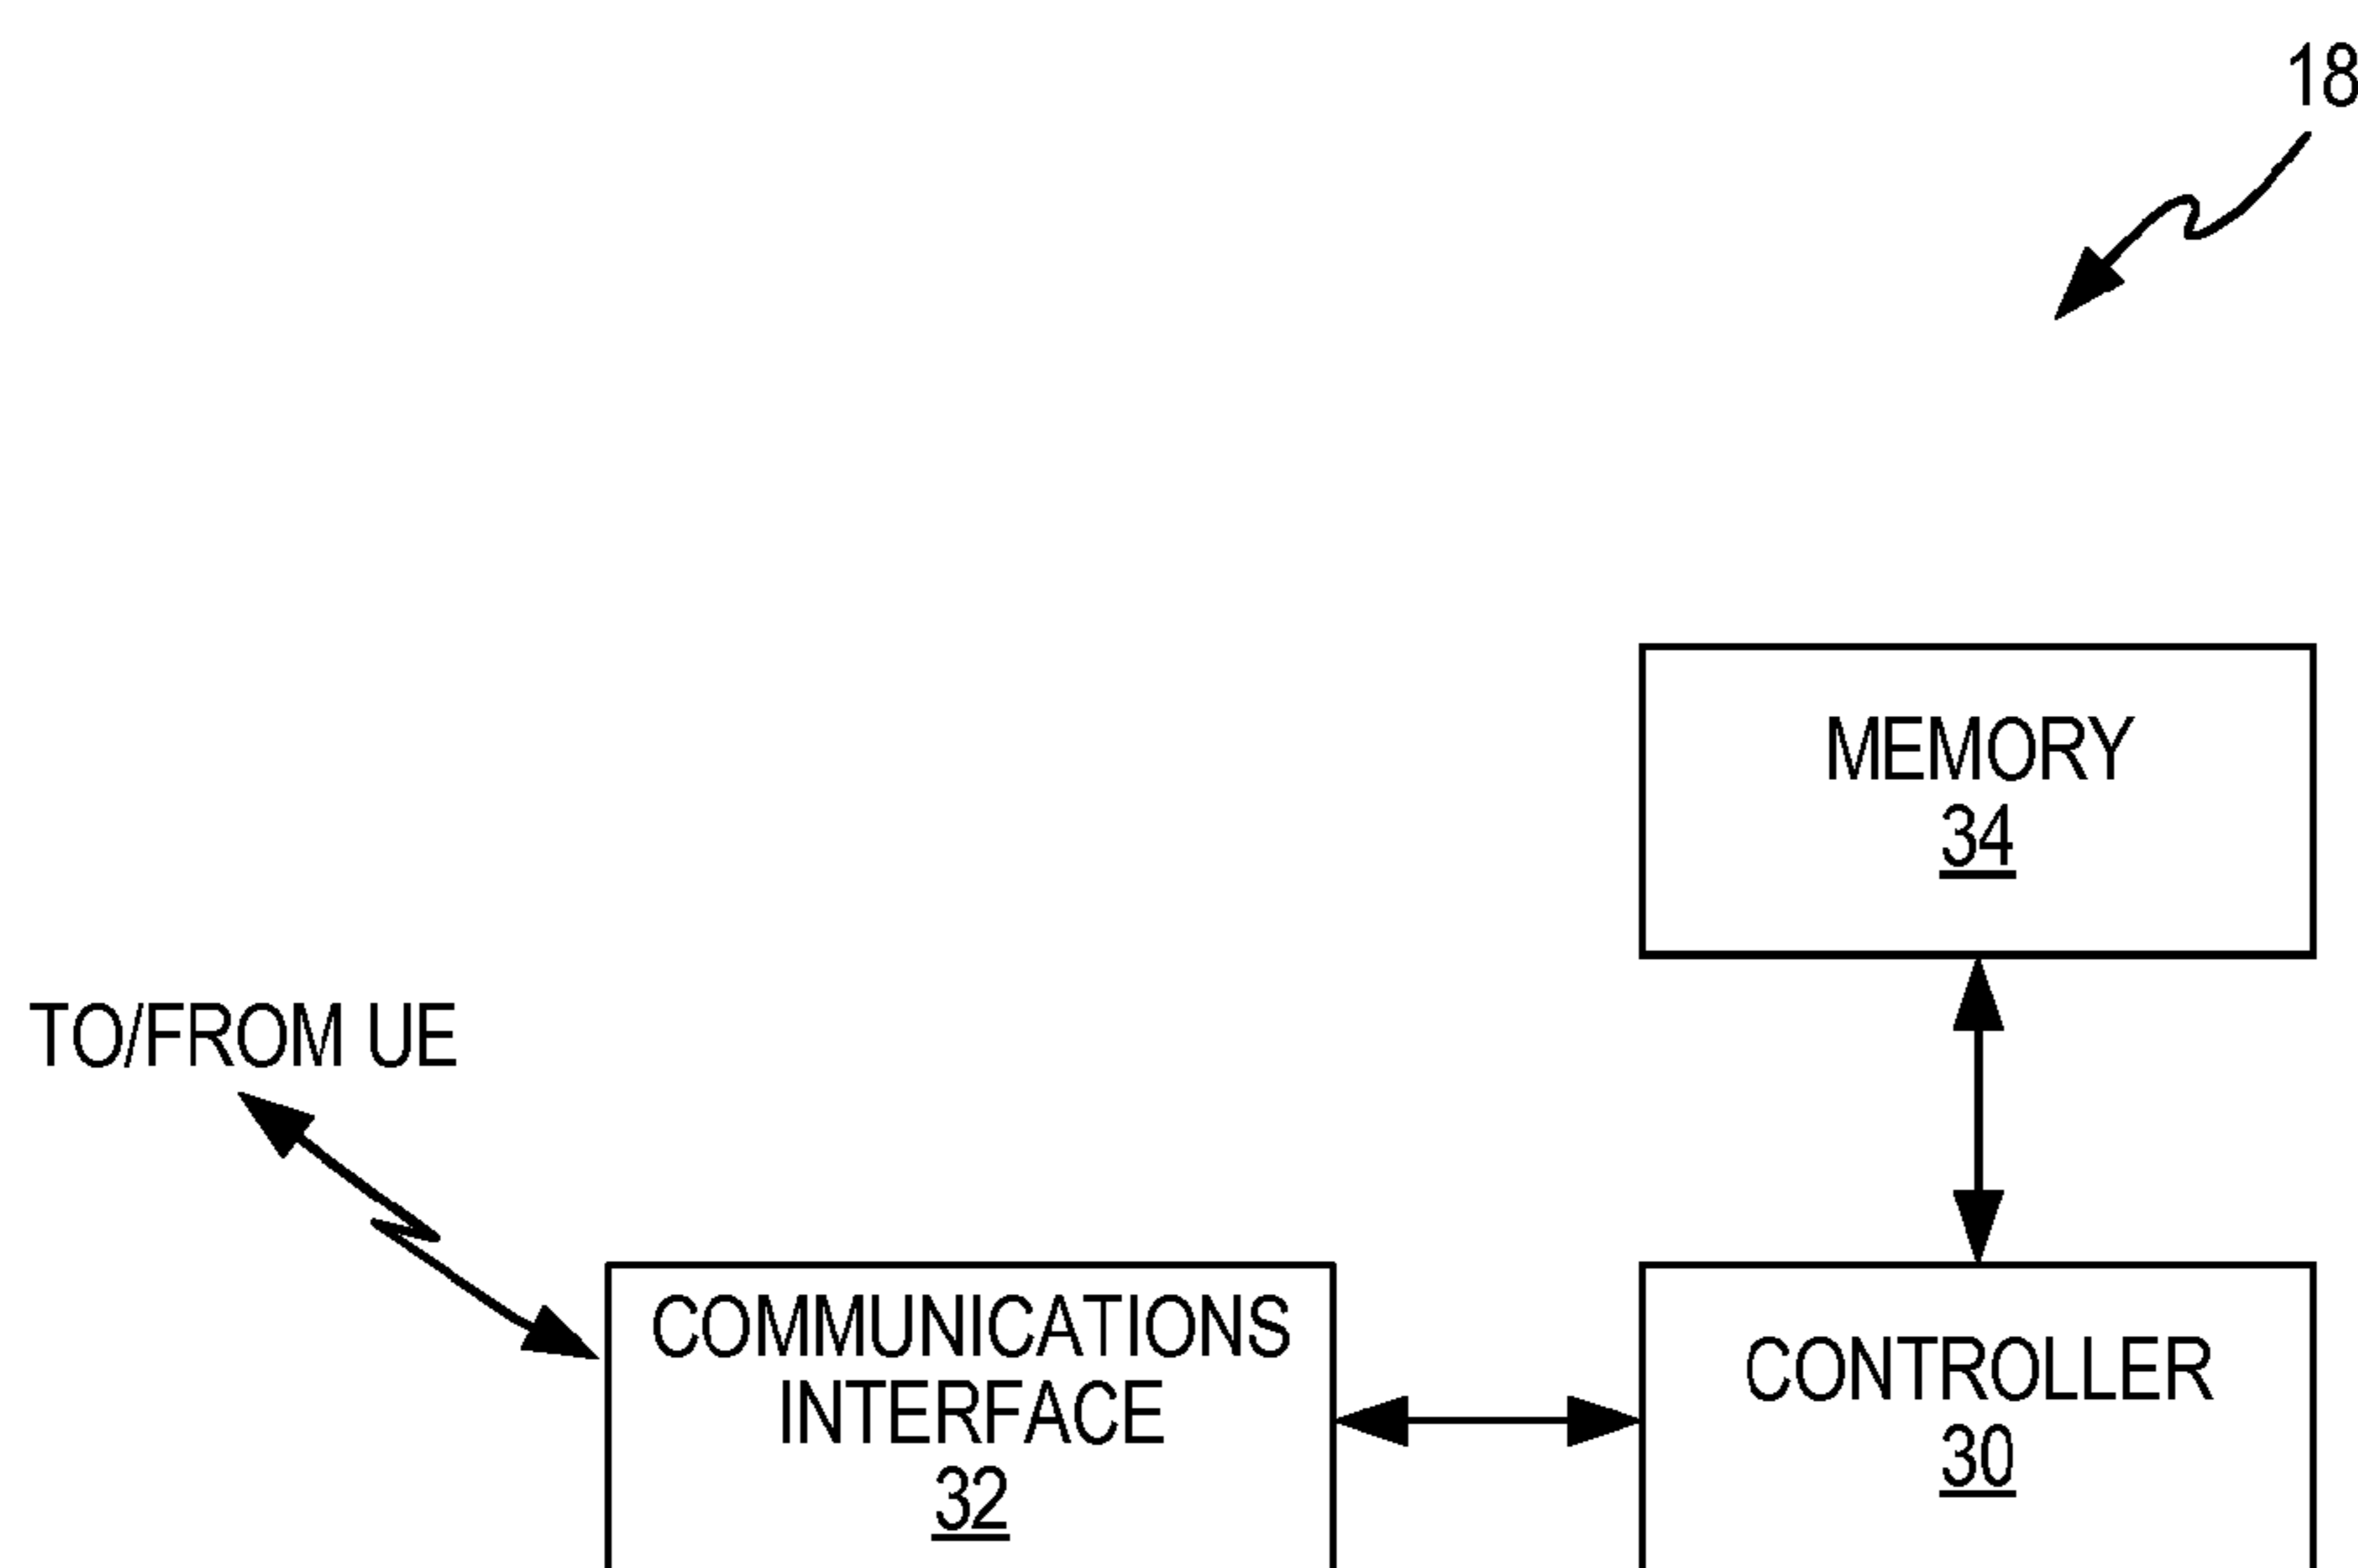 18
MEMORY
34
TO/FROM UE
COMMUNICATIONS
INTERFACE
32
CONTROLLER
30